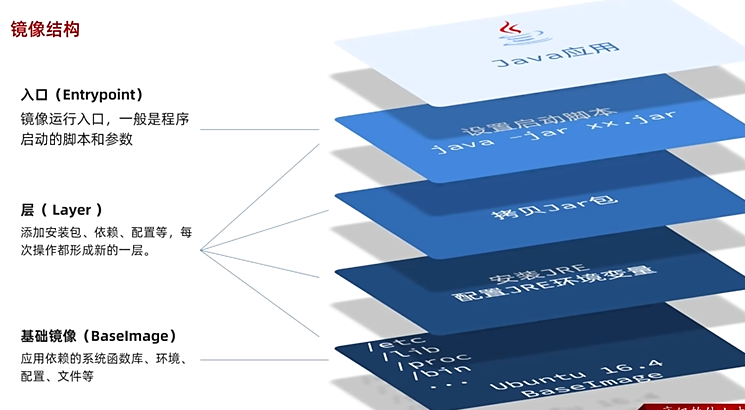 镜像结构
入口（Entrypoint）
镜像运行入口，一般是程序
启动的脚本和参数
层（ Layer ）
添加安装包、依赖、配置等，每
次操作都形成新的一层。
基础镜像（BaseImage）
应用依赖的系统函数库、环境、
配置、文件等
Java应用
设置启动脚本
java -jar xx.jar
拷贝Jar包
安装JRE
配置JRE环境变量
/etc
/lib
/proc
/bin
... Ubuntu 16.4
BaseImage